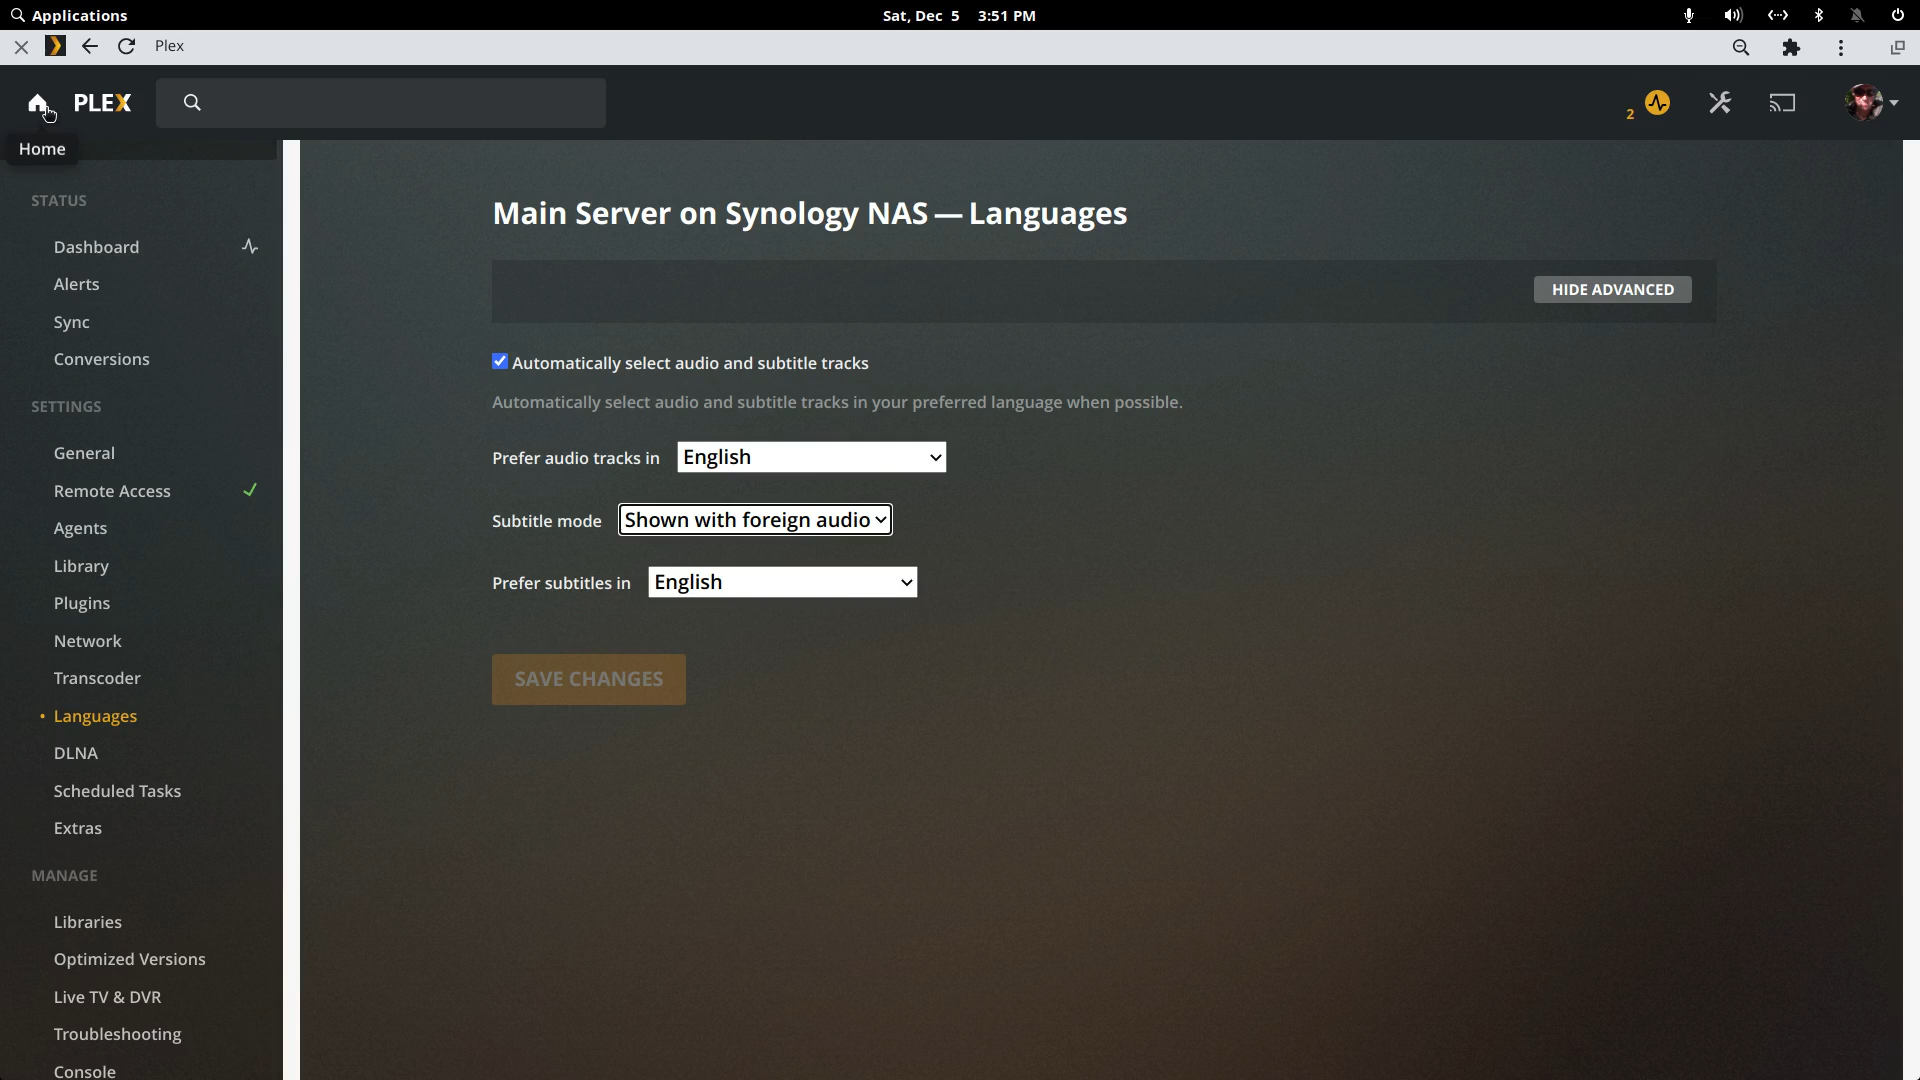 Applications
Sat, Dec 5 3:51 PM
Plex
PLEX
2
Home
STATUS
Dashboard
Alerts
Sync
Conversions
SETTINGS
General
Remote Access
Agents
Library
Plugins
Network
Transcoder
• Languages
DLNA
Scheduled Tasks
Extras
MANAGE
Libraries
Optimized Versions
Live TV & DVR
Troubleshooting
Console
Main Server on Synology NAS — Languages
HIDE ADVANCED
Automatically select audio and subtitle tracks
Automatically select audio and subtitle tracks in your preferred language when possible.
Prefer audio tracks in English
Subtitle mode Shown with foreign audio
Prefer subtitles in English
SAVE CHANGES